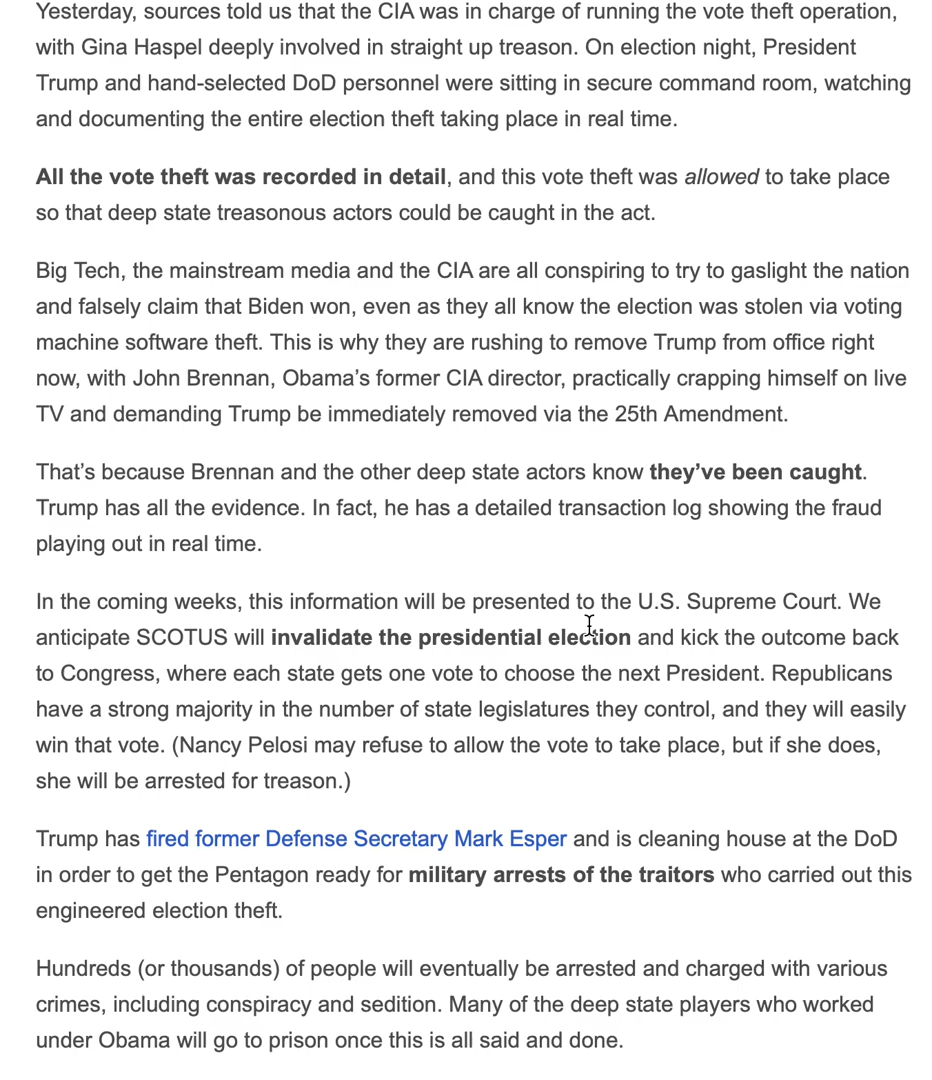 Yesterday, sources told us that the CIA was in charge of running the vote theft operation,
with Gina Haspel deeply involved in straight up treason. On election night, President
Trump and hand-selected DoD personnel were sitting in secure command room, watching
and documenting the entire election theft taking place in real time.
All the vote theft was recorded in detail, and this vote theft was allowed to take place
so that deep state treasonous actors could be caught in the act.
Big Tech, the mainstream media and the CIA are all conspiring to try to gaslight the nation
and falsely claim that Biden won, even as they all know the election was stolen via voting
machine software theft. This is why they are rushing to remove Trump from office right
now, with John Brennan, Obama’s former CIA director, practically crapping himself on live
TV and demanding Trump be immediately removed via the 25th Amendment.
That’s because Brennan and the other deep state actors know they’ve been caught.
Trump has all the evidence. In fact, he has a detailed transaction log showing the fraud
playing out in real time.
In the coming weeks, this information will be presented to the U.S. Supreme Court. We
anticipate SCOTUS will invalidate the presidential election and kick the outcome back
to Congress, where each state gets one vote to choose the next President. Republicans
have a strong majority in the number of state legislatures they control, and they will easily
win that vote. (Nancy Pelosi may refuse to allow the vote to take place, but if she does,
she will be arrested for treason.)
Trump has fired former Defense Secretary Mark Esper and is cleaning house at the DoD
in order to get the Pentagon ready for military arrests of the traitors who carried out this
engineered election theft.
Hundreds (or thousands) of people will eventually be arrested and charged with various
crimes, including conspiracy and sedition. Many of the deep state players who worked
under Obama will go to prison once this is all said and done.